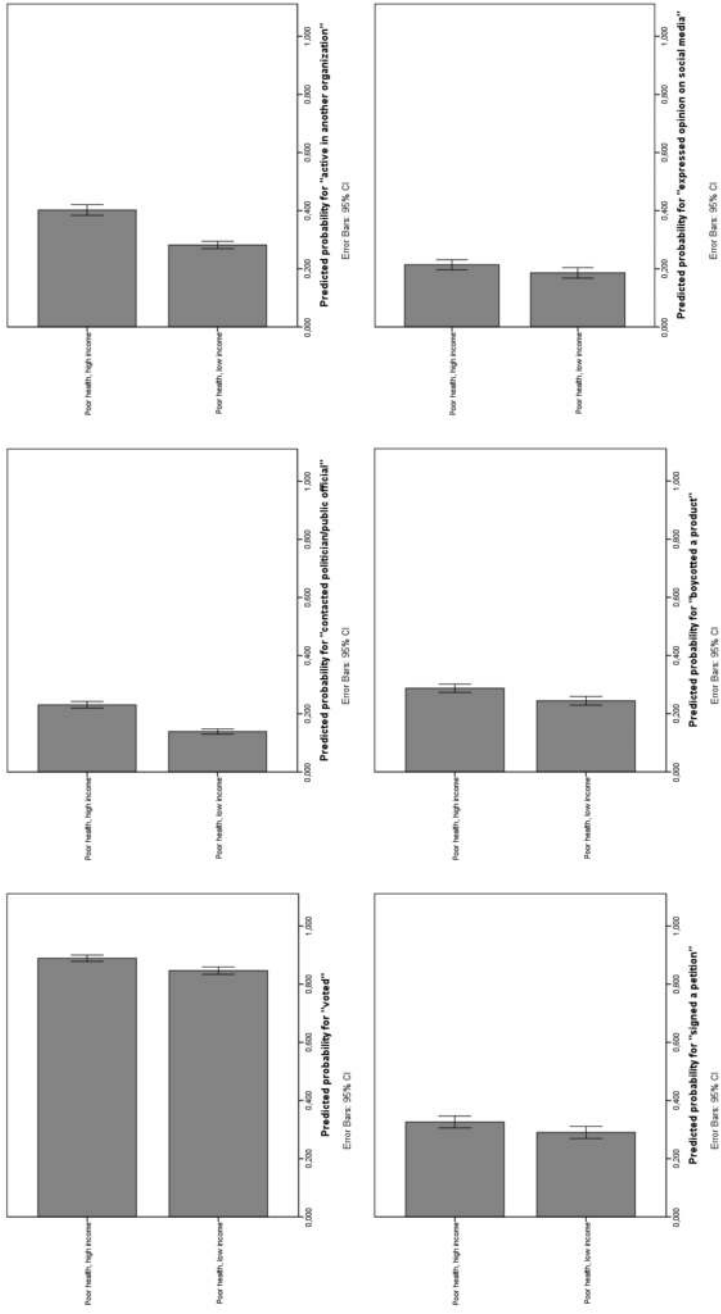 Poor health, high income
Poor health, low income
0,000 0,200 0,400 0,600 0,800 1,000
Predicted probability for "voted"
Error Bars: 95% CI
Poor health, high income
Poor health, low income
0,000 0,200 0,400 0,600 0,800 1,000
Predicted probability for "contacted politician/public official"
Error Bars: 95% CI
Poor health, high income
Poor health, low income
0,000 0,200 0,400 0,600 0,800 1,000
Predicted probability for "active in another organization"
Error Bars: 95% CI
Poor health, high income
Poor health, low income
0,000 0,200 0,400 0,600 0,800 1,000
Predicted probability for "signed a petition"
Error Bars: 95% CI
Poor health, high income
Poor health, low income
0,000 0,200 0,400 0,600 0,800 1,000
Predicted probability for "boycotted a product"
Error Bars: 95% CI
Poor health, high income
Poor health, low income
0,000 0,200 0,400 0,600 0,800 1,000
Predicted probability for "expressed opinion on social media"
Error Bars: 95% CI